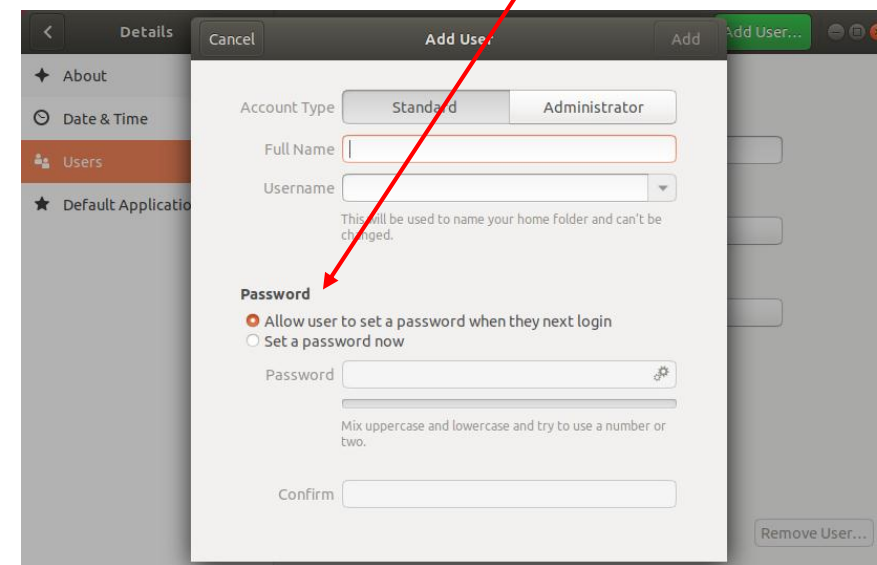 Details
Cancel
Add User
Add
Add User...
About
Date & Time
Users
Default Applicatio
Account Type
Standard
Administrator
Full Name
Username
This will be used to name your home folder and can't be
changed.
Password
Allow user to set a password when they next login
Set a password now
Password
Mix uppercase and lowercase and try to use a number or
two.
Confirm
Remove User...